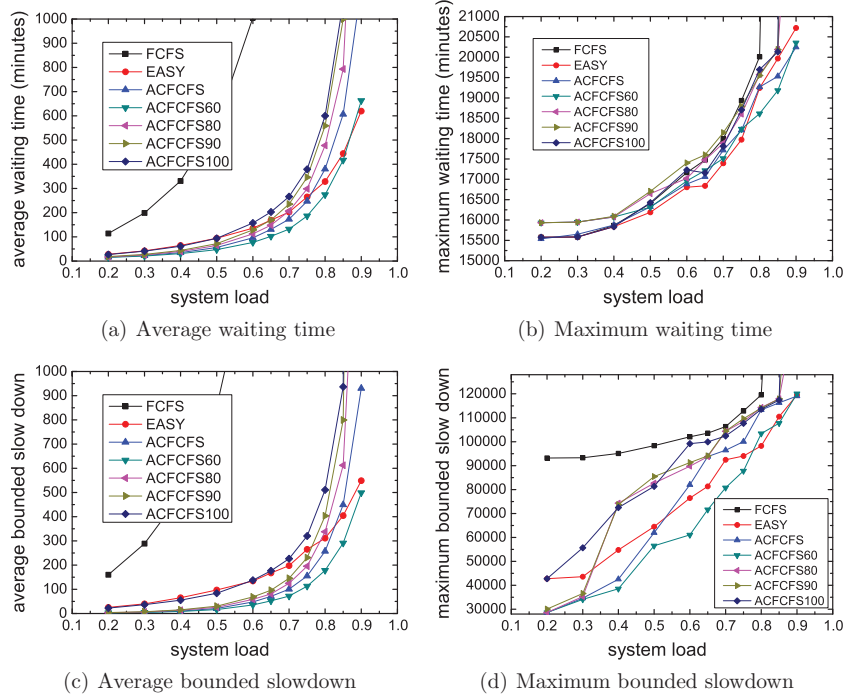 1000
900
800
700
600
500
400
300
200
100
0
average waiting time (minutes)
FCFS
EASY
ACFCFS
ACFCFS60
ACFCFS80
ACFCFS90
ACFCFS100
0.1 0.2 0.3 0.4 0.5 0.6 0.7 0.8 0.9 1.0
system load
(a) Average waiting time
21000
20500
20000
19500
19000
18500
18000
17500
17000
16500
16000
15500
15000
maximum waiting time (minutes)
FCFS
EASY
ACFCFS
ACFCFS60
ACFCFS80
ACFCFS90
ACFCFS100
0.1 0.2 0.3 0.4 0.5 0.6 0.7 0.8 0.9 1.0
system load
(b) Maximum waiting time
1000
900
800
700
600
500
400
300
200
100
0
average bounded slow down
FCFS
EASY
ACFCFS
ACFCFS60
ACFCFS80
ACFCFS90
ACFCFS100
0.1 0.2 0.3 0.4 0.5 0.6 0.7 0.8 0.9 1.0
system load
(c) Average bounded slowdown
120000
110000
100000
90000
80000
70000
60000
50000
40000
30000
maximum bounded slow down
FCFS
EASY
ACFCFS
ACFCFS60
ACFCFS80
ACFCFS90
ACFCFS100
0.1 0.2 0.3 0.4 0.5 0.6 0.7 0.8 0.9 1.0
system load
(d) Maximum bounded slowdown